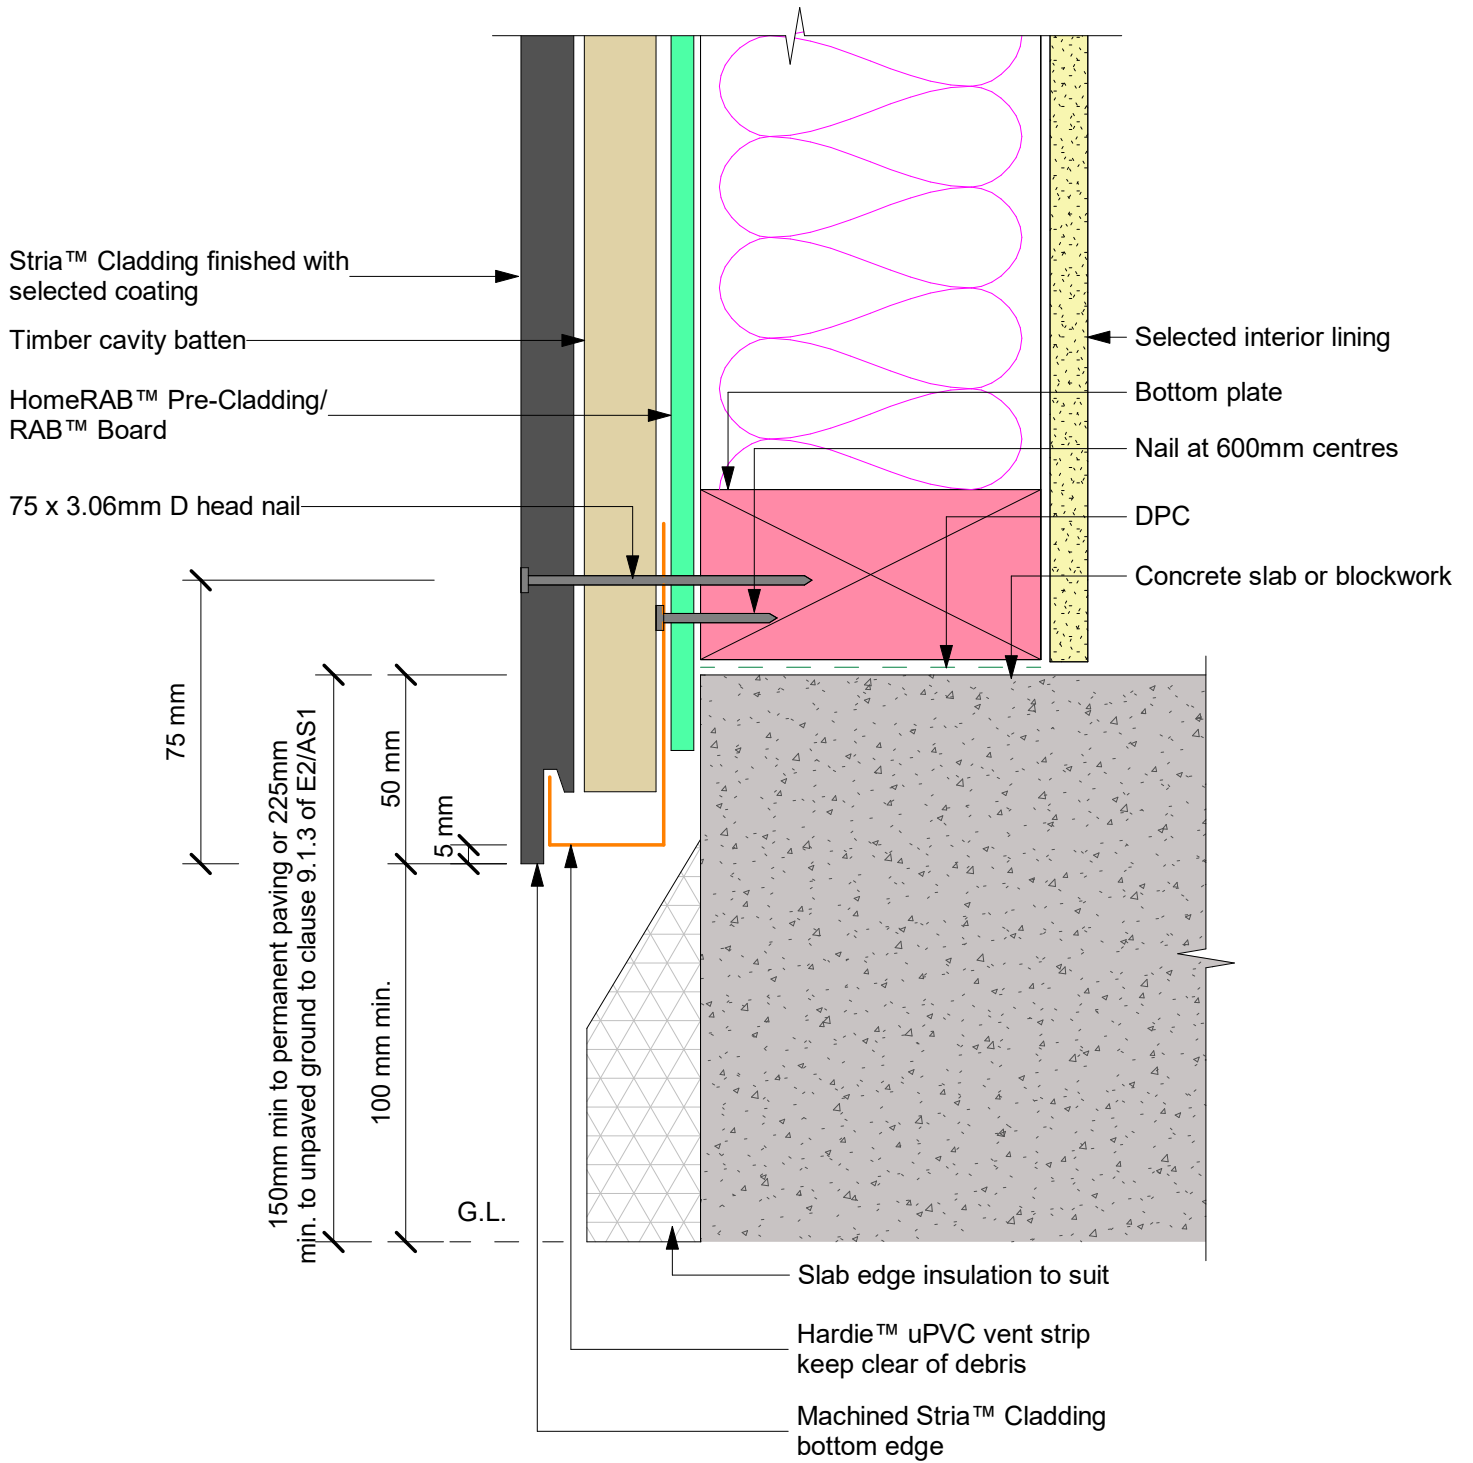 Stria™ Cladding finished with
selected coating
Timber cavity batten
HomeRAB™ Pre-Cladding/
RAB™ Board
75 x 3.06mm D head nail
Selected interior lining
Bottom plate
Nail at 600mm centres
DPC
Concrete slab or blockwork
75 mm
150mm min to permanent paving or 225mm
min. to unpaved ground to clause 9.1.3 of E2/AS1
50 mm
5 mm
100 mm min.
G.L.
Slab edge insulation to suit
Hardie™ uPVC vent strip
keep clear of debris
Machined Stria™ Cladding
bottom edge